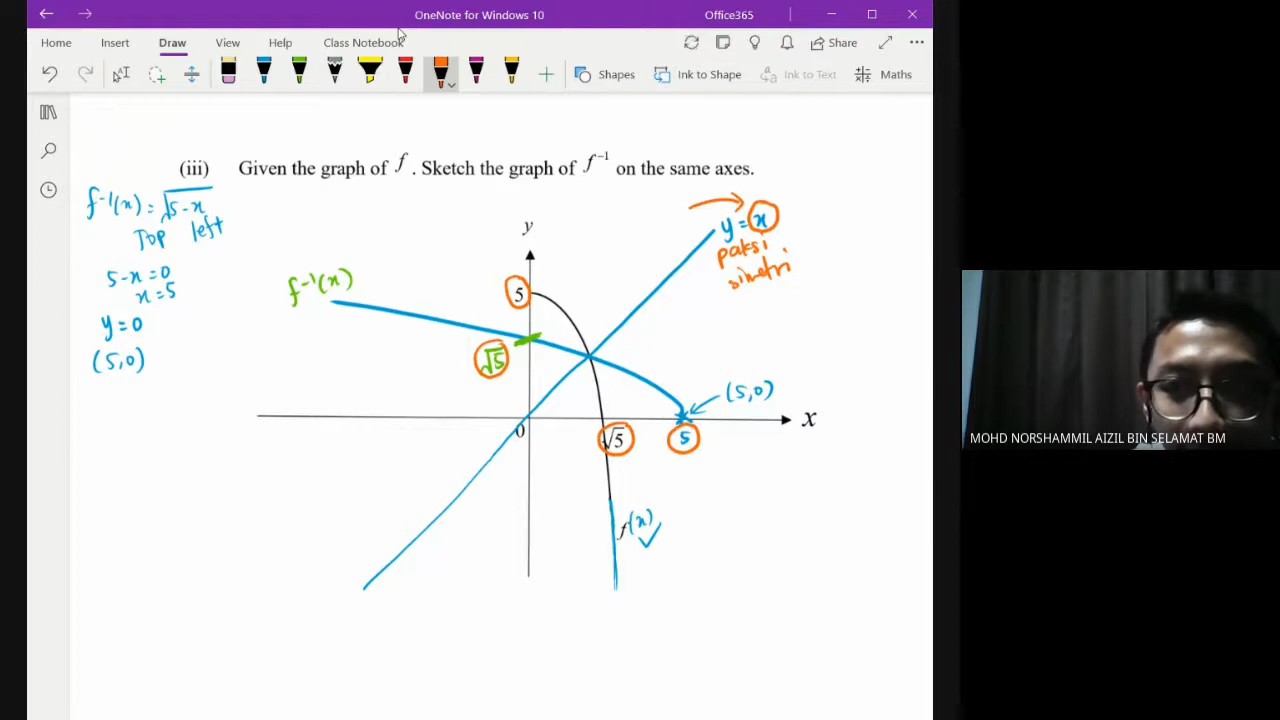 OneNote for Windows 10
Office365
Home Insert Draw View Help Class Notebook
Share
Shapes Ink to Shape Ink to Text Maths
(iii) Given the graph of f. Sketch the graph of f⁻¹ on the same axes.
f⁻¹(x) = √5-x
Top left
5-x=0
x=5
y=0
(5,0)
y
y=x
paksi
simetri
f⁻¹(x)
5
√5
(5,0)
0
√5
5
x
f(x)
MOHD NORSHAMMIL AIZIL BIN SELAMAT BM